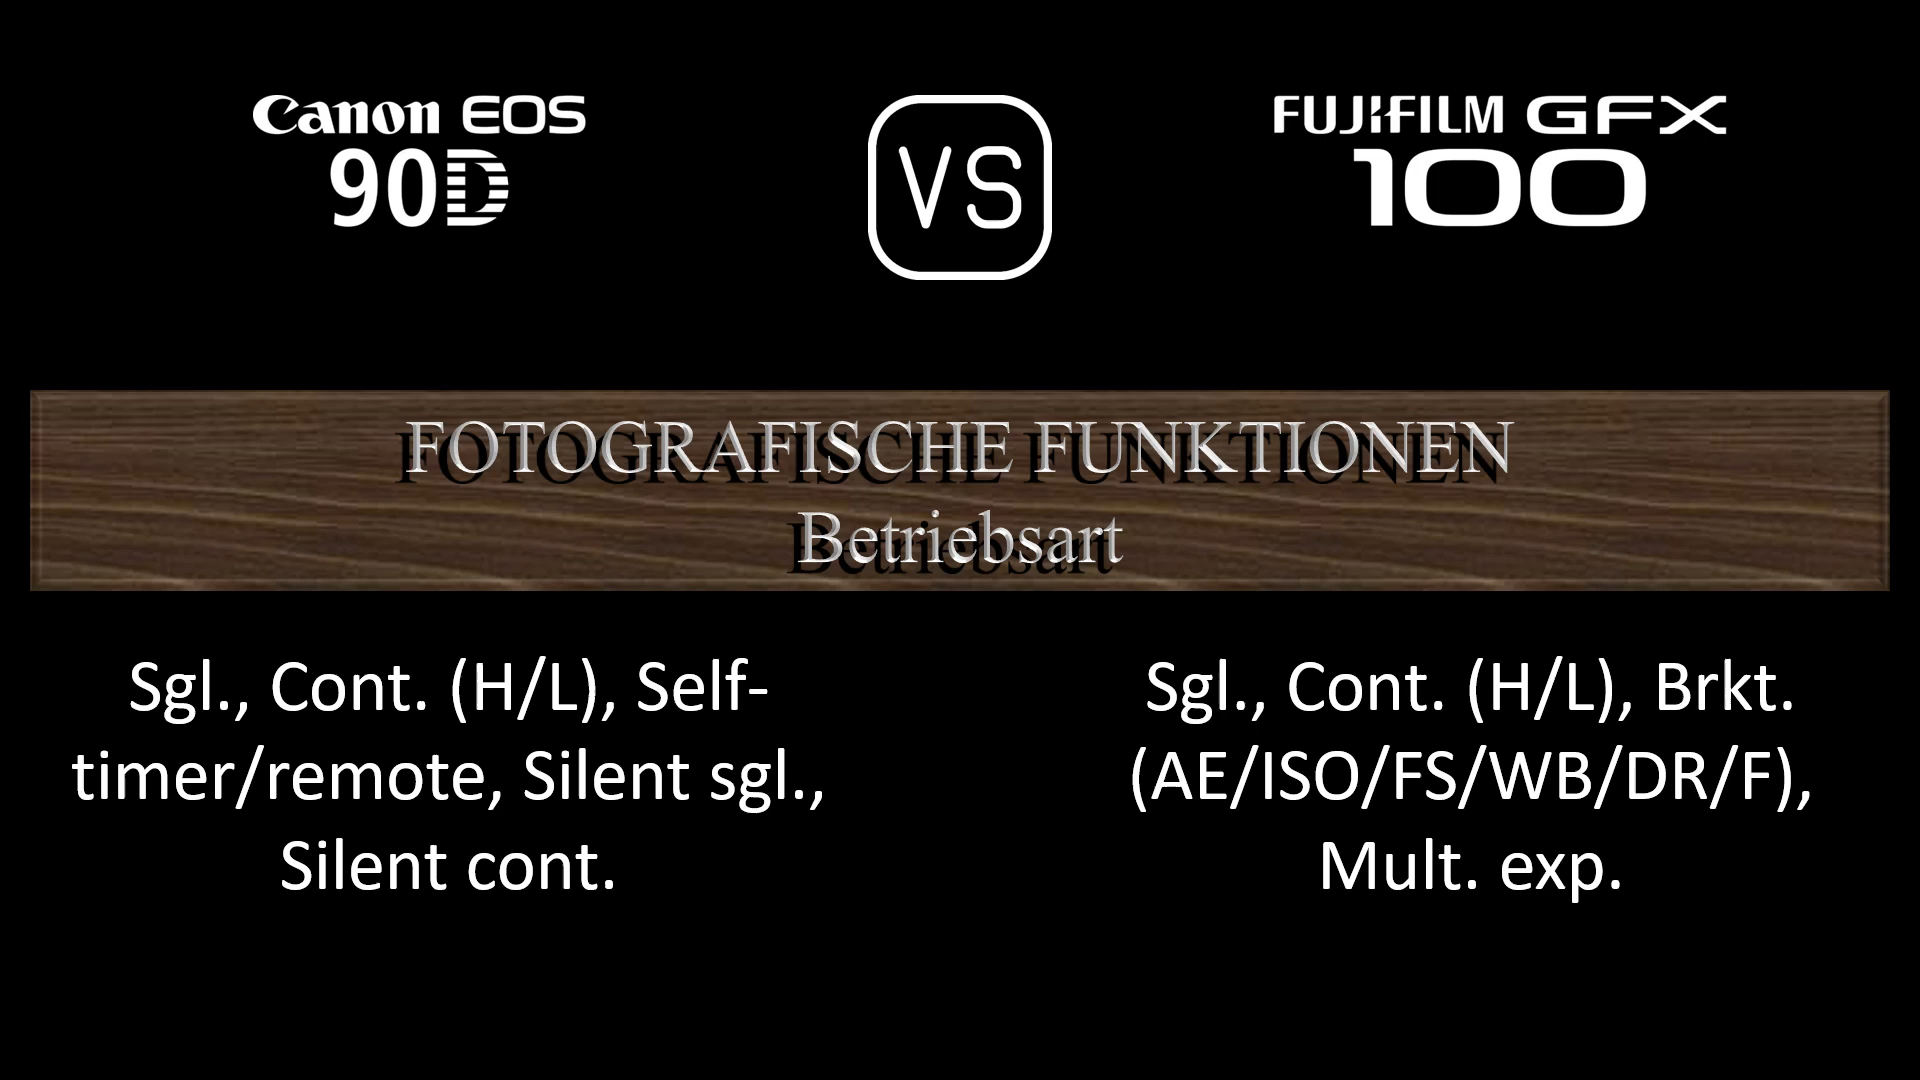 Canon EOS
90D
VS
FUJIFILM GFX
100
FOTOGRAFISCHE FUNKTIONEN
Betriebsart
Sgl., Cont. (H/L), Self-
timer/remote, Silent sgl.,
Silent cont.
Sgl., Cont. (H/L), Brkt.
(AE/ISO/FS/WB/DR/F),
Mult. exp.